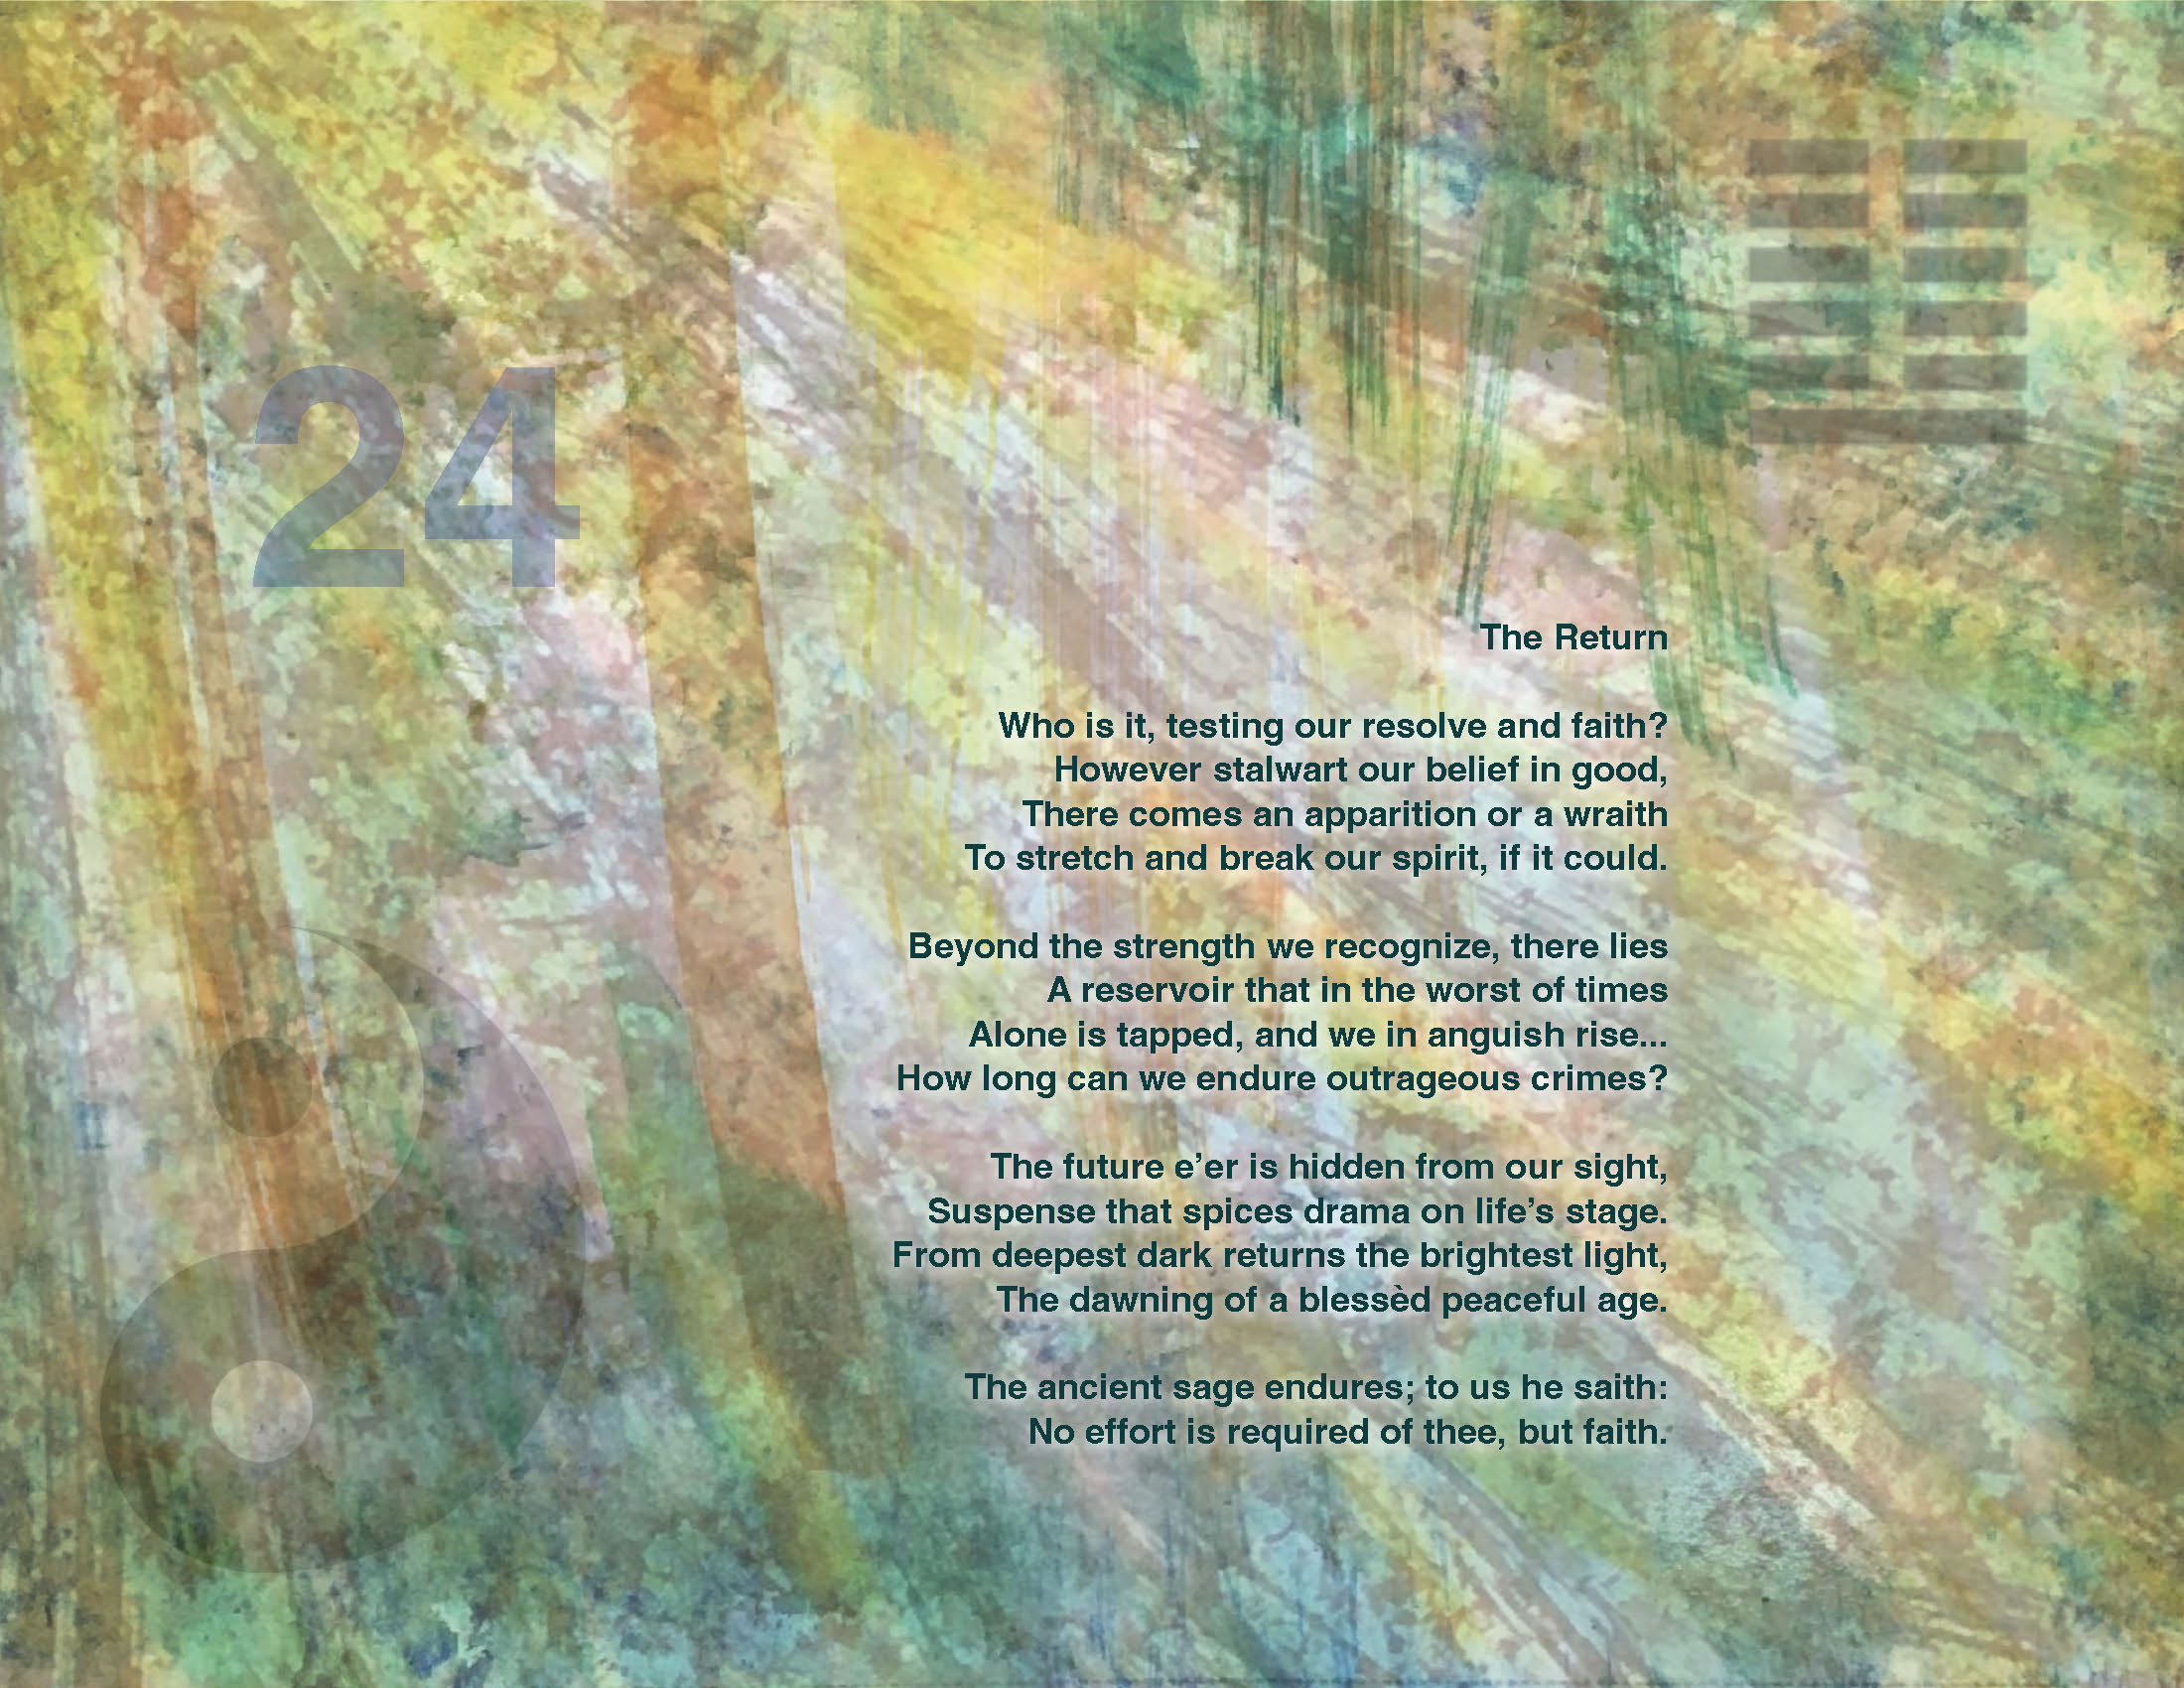 24
The Return
Who is it, testing our resolve and faith?
However stalwart our belief in good,
There comes an apparition or a wraith
To stretch and break our spirit, if it could.
Beyond the strength we recognize, there lies
A reservoir that in the worst of times
Alone is tapped, and we in anguish rise...
How long can we endure outrageous crimes?
The future e’er is hidden from our sight,
Suspense that spices drama on life’s stage.
From deepest dark returns the brightest light,
The dawning of a blessèd peaceful age.
The ancient sage endures; to us he saith:
No effort is required of thee, but faith.